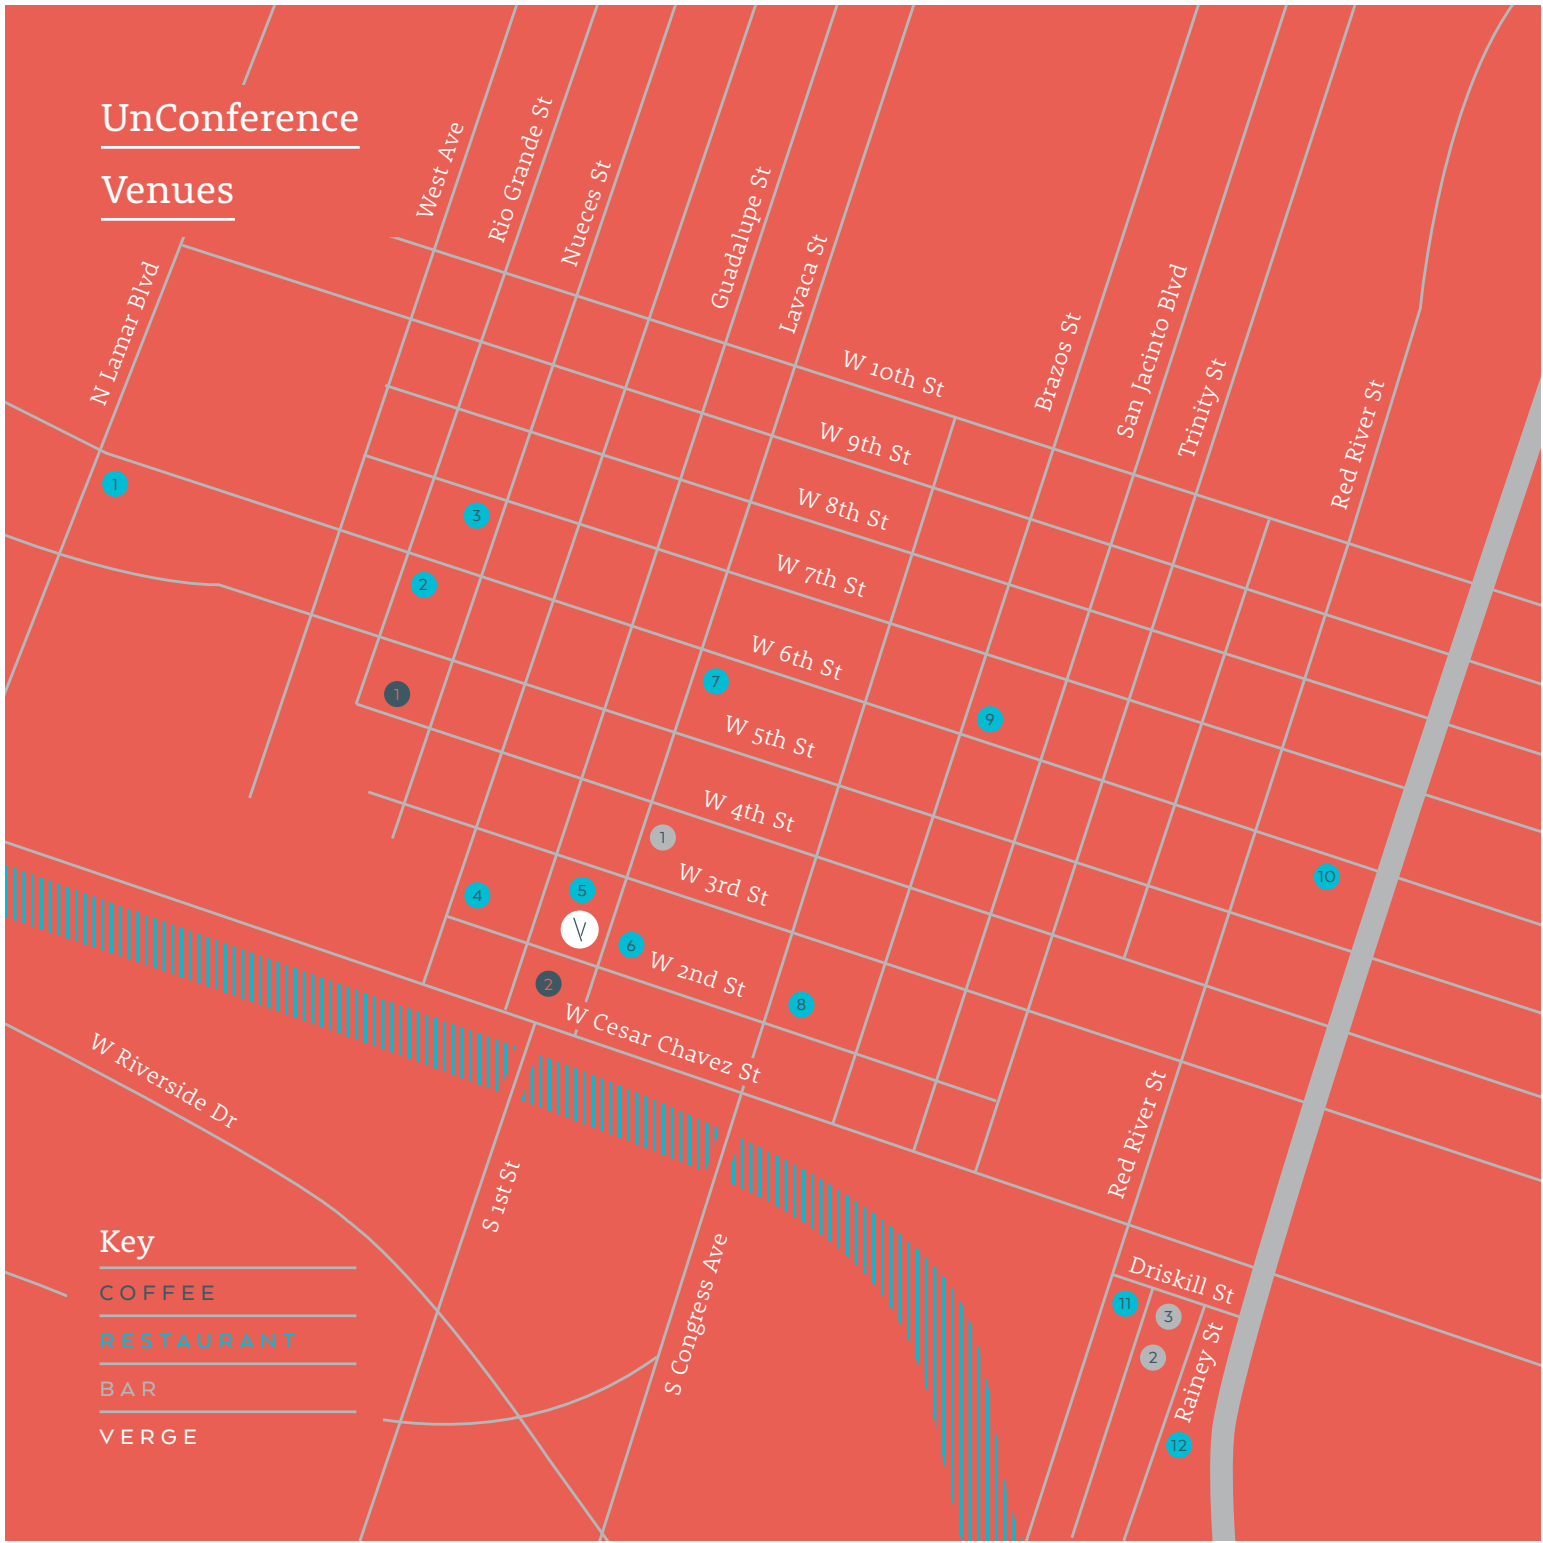 UnConference
Venues
West Ave
Rio Grande St
Nueces St
Guadalupe St
Lavaca St
N Lamar Blvd
Brazos St
San Jacinto Blvd
Trinity St
Red River St
W 10th St
W 9th St
W 8th St
W 7th St
W 6th St
W 5th St
W 4th St
W 3rd St
W 2nd St
W Cesar Chavez St
1
3
2
1
7
9
1
10
4
5
V
6
2
8
W Riverside Dr
S 1st St
S Congress Ave
Red River St
Driskill St
11
3
2
Rainey St
12
Key
COFFEE
RESTAURANT
BAR
VERGE